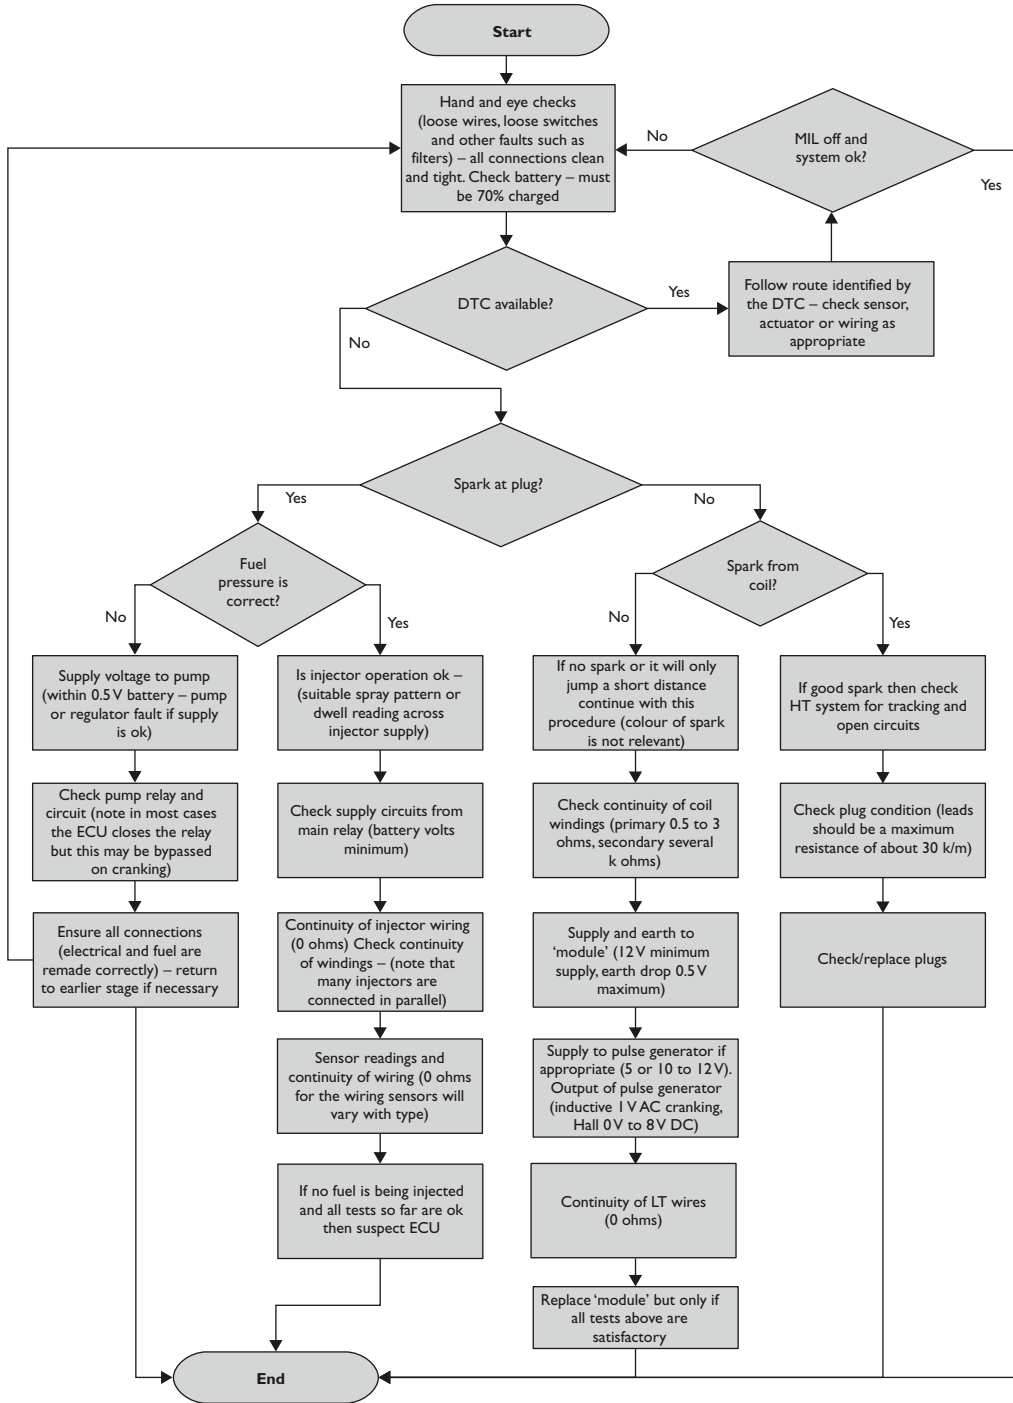 Start
Hand and eye checks
(loose wires, loose switches
and other faults such as
filters) – all connections clean
and tight. Check battery – must
be 70% charged
No
MIL off and
system ok?
Yes
DTC available?
Yes
Follow route identified by
the DTC – check sensor,
actuator or wiring as
appropriate
No
Spark at plug?
Yes
No
Fuel
pressure is
correct?
Spark from
coil?
No
Yes
No
Yes
Supply voltage to pump
(within 0.5 V battery – pump
or regulator fault if supply
is ok)
Is injector operation ok –
(suitable spray pattern or
dwell reading across
injector supply)
If no spark or it will only
jump a short distance
continue with this
procedure (colour of spark
is not relevant)
If good spark then check
HT system for tracking and
open circuits
Check pump relay and
circuit (note in most cases
the ECU closes the relay
but this may be bypassed
on cranking)
Check supply circuits from
main relay (battery volts
minimum)
Check continuity of coil
windings (primary 0.5 to 3
ohms, secondary several
k ohms)
Check plug condition (leads
should be a maximum
resistance of about 30 k/m)
Ensure all connections
(electrical and fuel are
remade correctly) – return
to earlier stage if necessary
Continuity of injector wiring
(0 ohms) Check continuity
of windings – (note that
many injectors are
connected in parallel)
Supply and earth to
‘module’ (12 V minimum
supply, earth drop 0.5 V
maximum)
Check/replace plugs
Sensor readings and
continuity of wiring (0 ohms
for the wiring sensors will
vary with type)
Supply to pulse generator if
appropriate (5 or 10 to 12 V).
Output of pulse generator
(inductive 1 V AC cranking,
Hall 0 V to 8 V DC)
If no fuel is being injected
and all tests so far are ok
then suspect ECU
Continuity of LT wires
(0 ohms)
Replace ‘module’ but only if
all tests above are
satisfactory
End